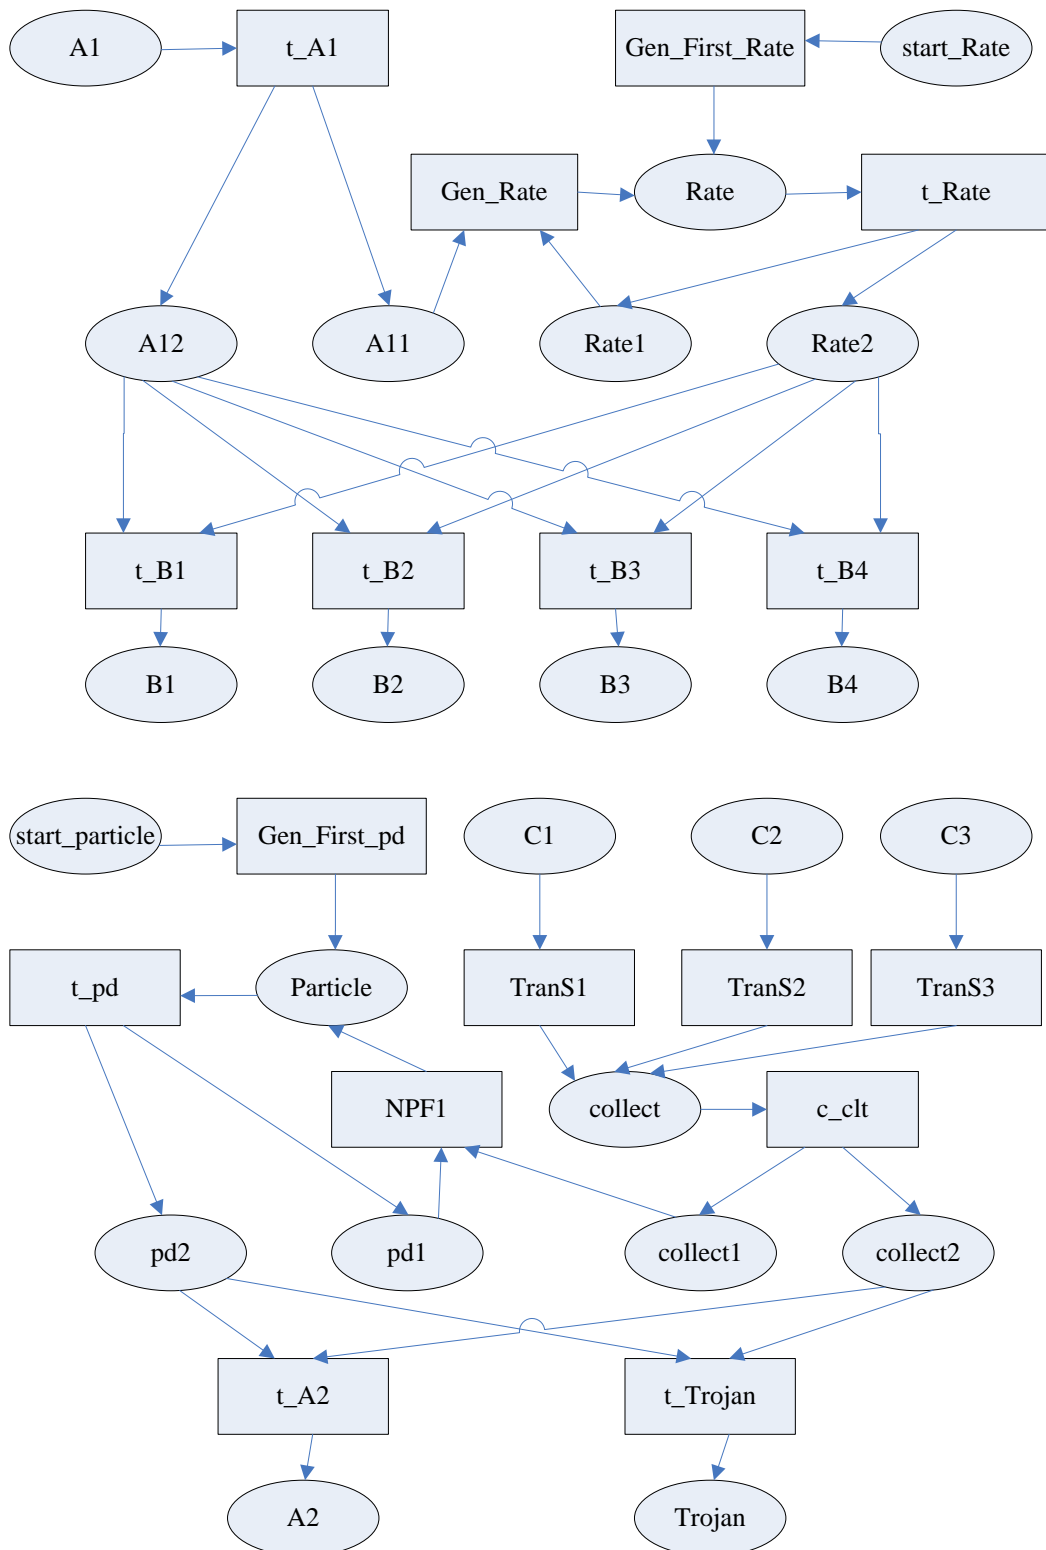 A1
t_A1
Gen_First_Rate
start_Rate
Gen_Rate
Rate
t_Rate
A12
A11
Rate1
Rate2
t_B1
t_B2
t_B3
t_B4
B1
B2
B3
B4
start_particle
Gen_First_pd
C1
C2
C3
t_pd
Particle
TranS1
TranS2
TranS3
NPF1
collect
c_clt
pd2
pd1
collect1
collect2
t_A2
t_Trojan
A2
Trojan